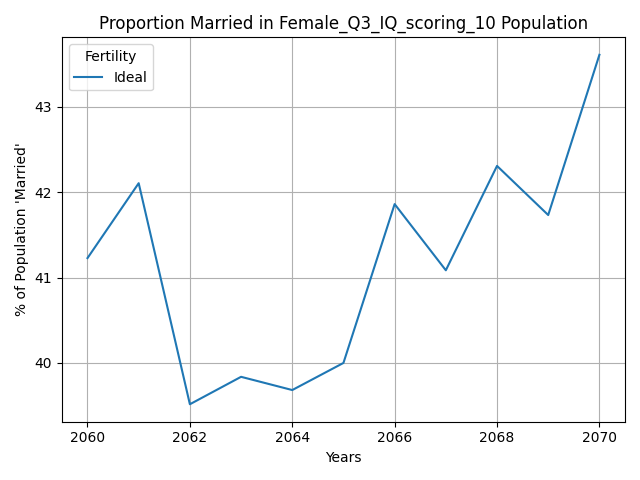 Proportion Married in Female_Q3_IQ_scoring_10 Population
Fertility
Ideal
% of Population 'Married'
43
42
41
40
2060 2062 2064 2066 2068 2070
Years